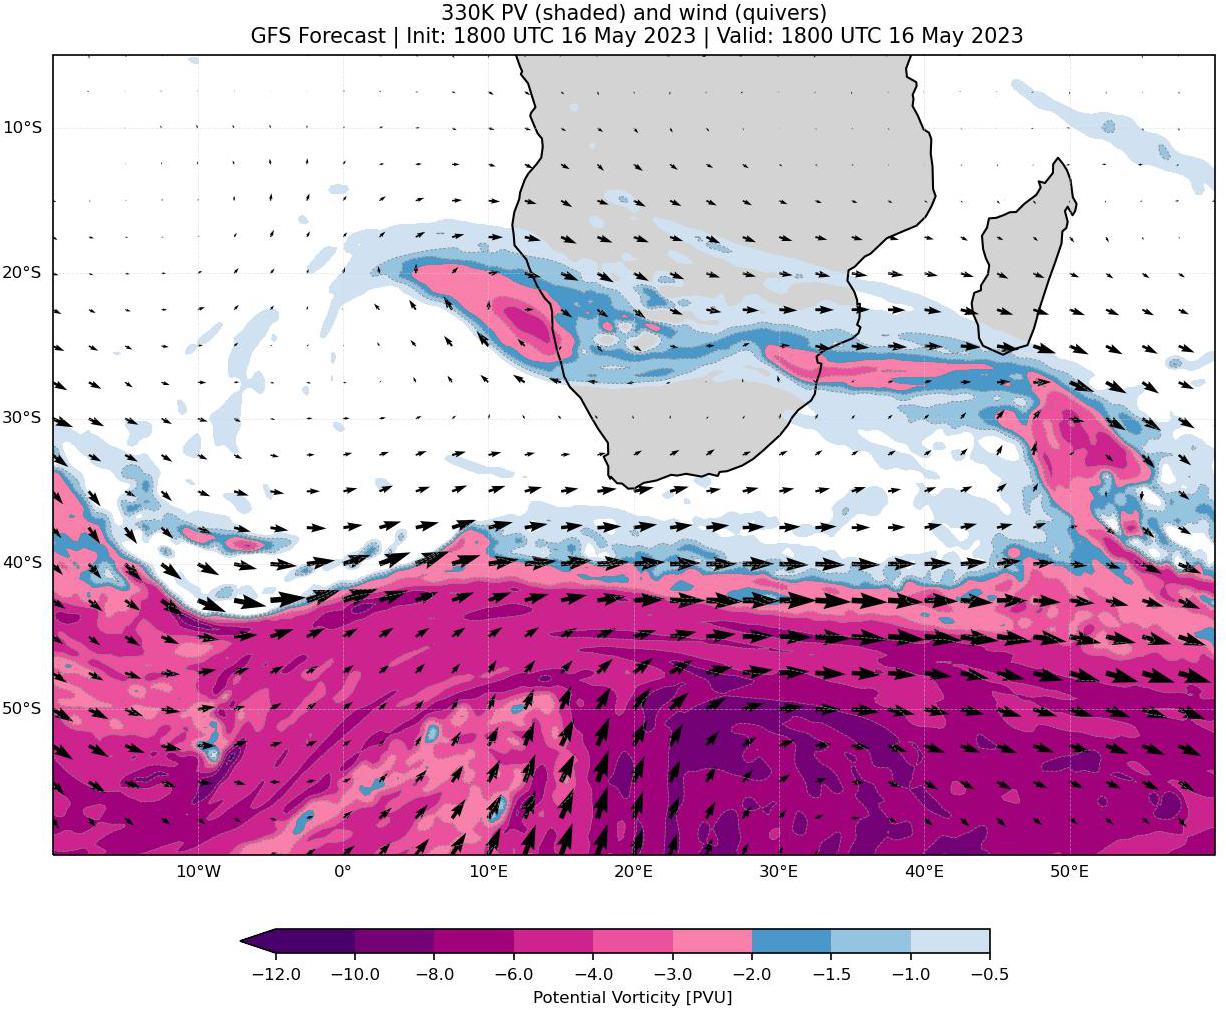 330K PV (shaded) and wind (quivers)
GFS Forecast | Init: 1800 UTC 16 May 2023 | Valid: 1800 UTC 16 May 2023
10°S
20°S
30°S
40°S
50°S
10°W 0° 10°E 20°E 30°E 40°E 50°E
−12.0 −10.0 −8.0 −6.0 −4.0 −3.0 −2.0 −1.5 −1.0 −0.5
Potential Vorticity [PVU]